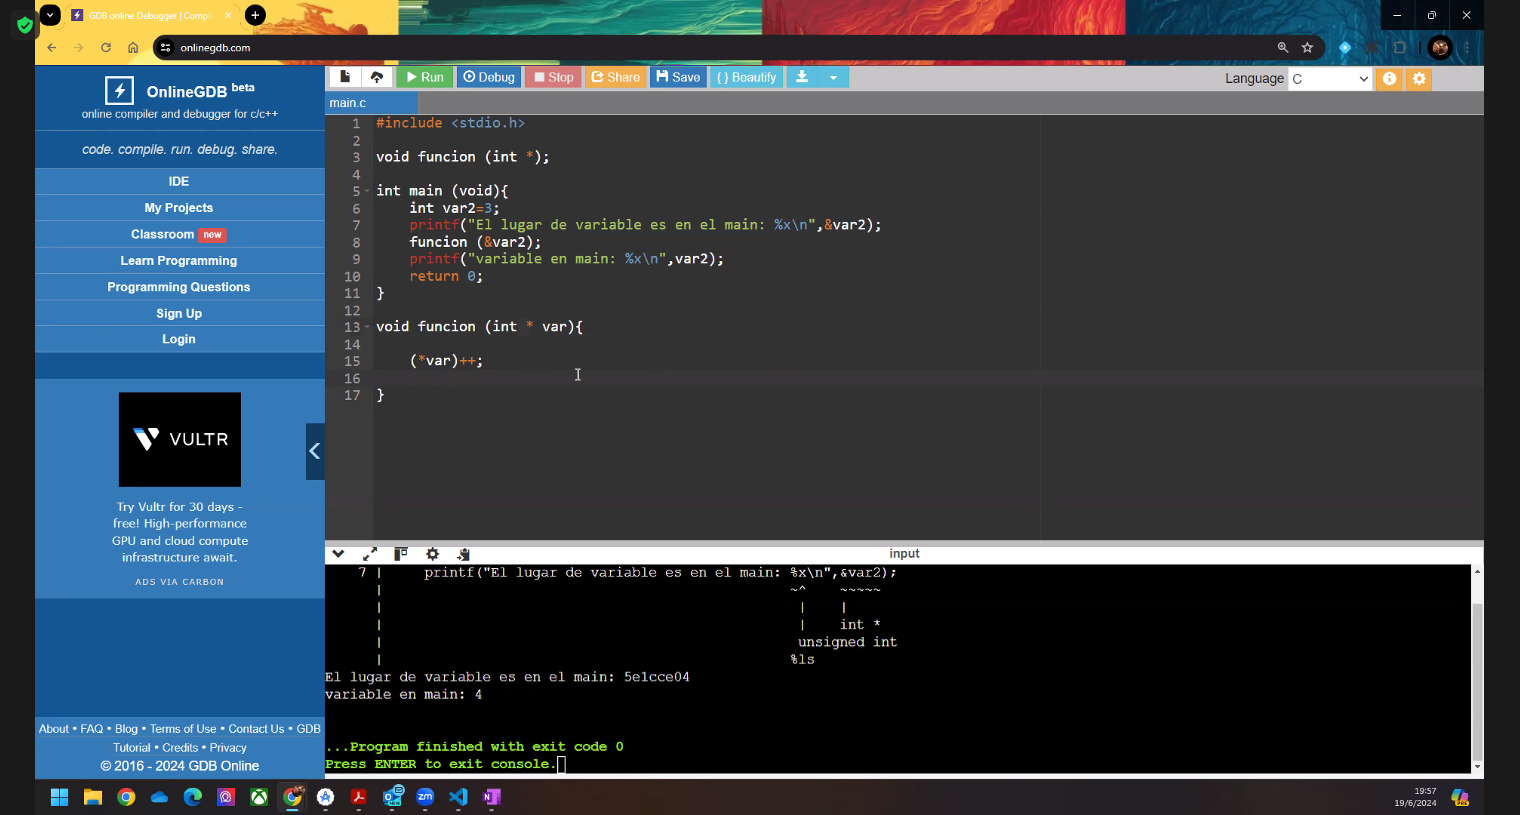 GDB online Debugger | Compil
onlinegdb.com
OnlineGDB beta
online compiler and debugger for c/c++
code. compile. run. debug. share.
IDE
My Projects
Classroom new
Learn Programming
Programming Questions
Sign Up
Login
VULTR
Try Vultr for 30 days -
free! High-performance
GPU and cloud compute
infrastructure await.
ADS VIA CARBON
About • FAQ • Blog • Terms of Use • Contact Us • GDB
Tutorial • Credits • Privacy
© 2016 - 2024 GDB Online
Run Debug Stop Share Save { } Beautify Language C
main.c
1 #include <stdio.h>
2
3 void funcion (int *);
4
5 int main (void){
6 int var2=3;
7 printf("El lugar de variable es en el main: %x\n",&var2);
8 funcion (&var2);
9 printf("variable en main: %x\n",var2);
10 return 0;
11 }
12
13 void funcion (int * var){
14
15 (*var)++;
16
17 }
input
7 | printf("El lugar de variable es en el main: %x\n",&var2);
| ~^ ~~~~~
| | |
| | int *
| unsigned int
| %ls
El lugar de variable es en el main: 5e1cce04
variable en main: 4
...Program finished with exit code 0
Press ENTER to exit console.
zm
PRE
19:57
19/6/2024